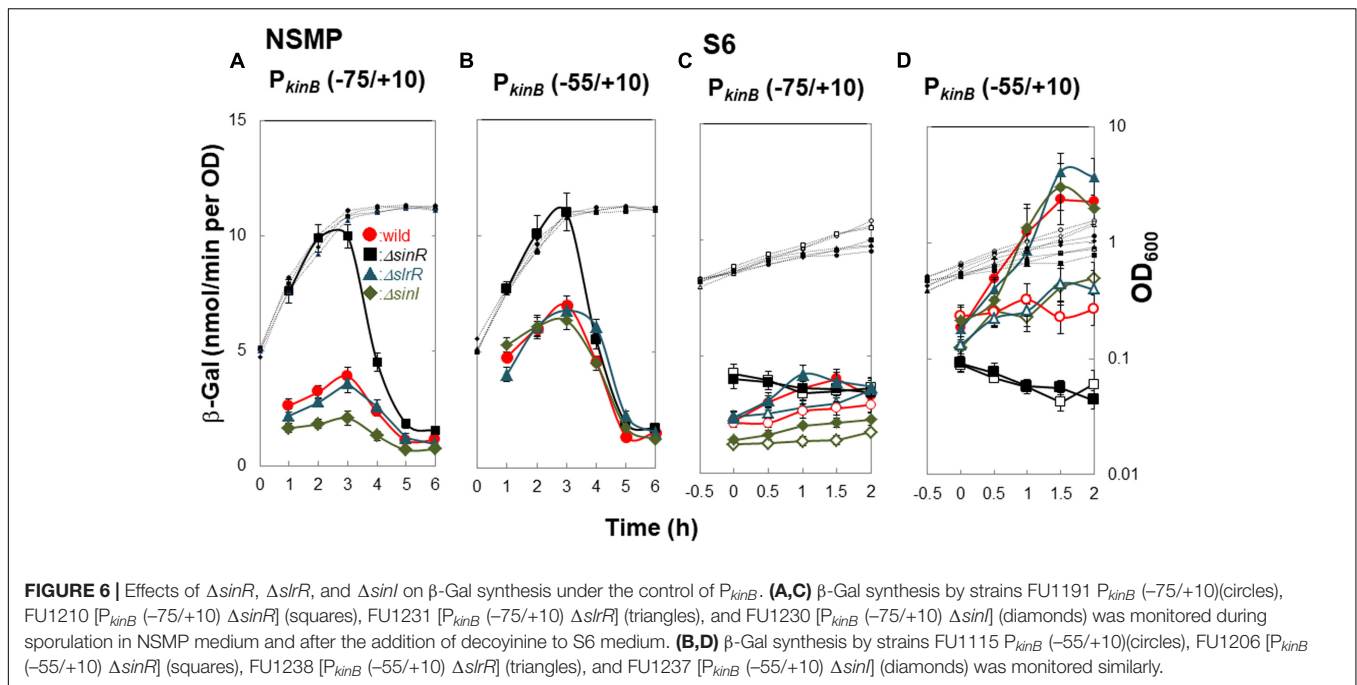 NSMP
S6
A
P_kinB (-75/+10)
B
P_kinB (-55/+10)
C
P_kinB (-75/+10)
D
P_kinB (-55/+10)
β-Gal (nmol/min per OD)
15
10
5
0
:wild
:ΔsinR
:ΔslrR
:ΔsinI
10
1
0.1
0.01
OD600
0 1 2 3 4 5 6
0 1 2 3 4 5 6
-0.5 0 0.5 1 1.5 2
-0.5 0 0.5 1 1.5 2
Time (h)
FIGURE 6 | Effects of ΔsinR, ΔslrR, and ΔsinI on β-Gal synthesis under the control of PkinB. (A,C) β-Gal synthesis by strains FU1191 PkinB (-75/+10)(circles),
FU1210 [PkinB (-75/+10) ΔsinR] (squares), FU1231 [PkinB (-75/+10) ΔslrR] (triangles), and FU1230 [PkinB (-75/+10) ΔsinI] (diamonds) was monitored during
sporulation in NSMP medium and after the addition of decoyinine to S6 medium. (B,D) β-Gal synthesis by strains FU1115 PkinB (-55/+10)(circles), FU1206 [PkinB
(–55/+10) ΔsinR] (squares), FU1238 [PkinB (–55/+10) ΔslrR] (triangles), and FU1237 [PkinB (–55/+10) ΔsinI] (diamonds) was monitored similarly.